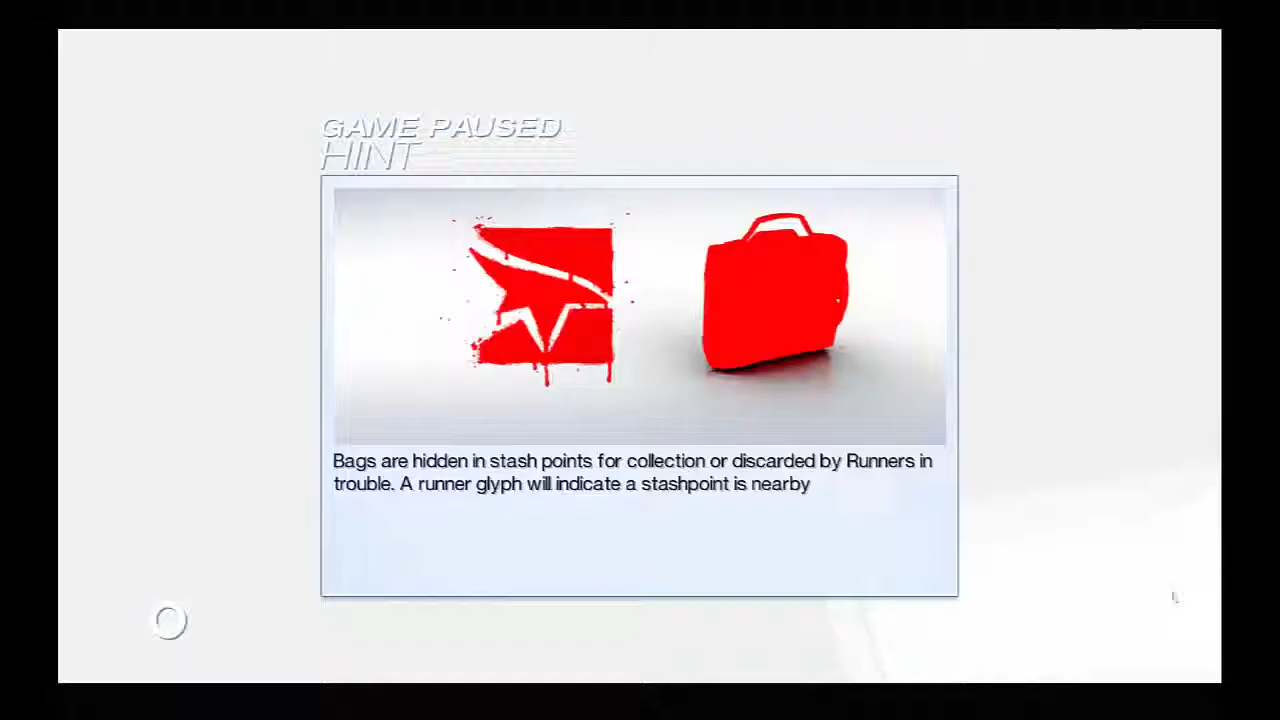 GAME PAUSED
HINT
Bags are hidden in stash points for collection or discarded by Runners in
trouble. A runner glyph will indicate a stashpoint is nearby